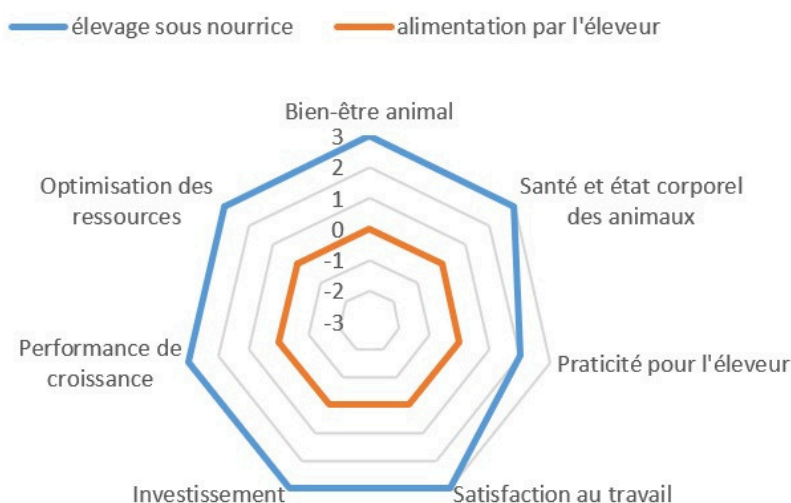 élevage sous nourrice
alimentation par l'éleveur
Bien-être animal
3
2
1
0
-1
-2
-3
Santé et état corporel
des animaux
Praticité pour l'éleveur
Satisfaction au travail
Investissement
Performance de
croissance
Optimisation des
ressources